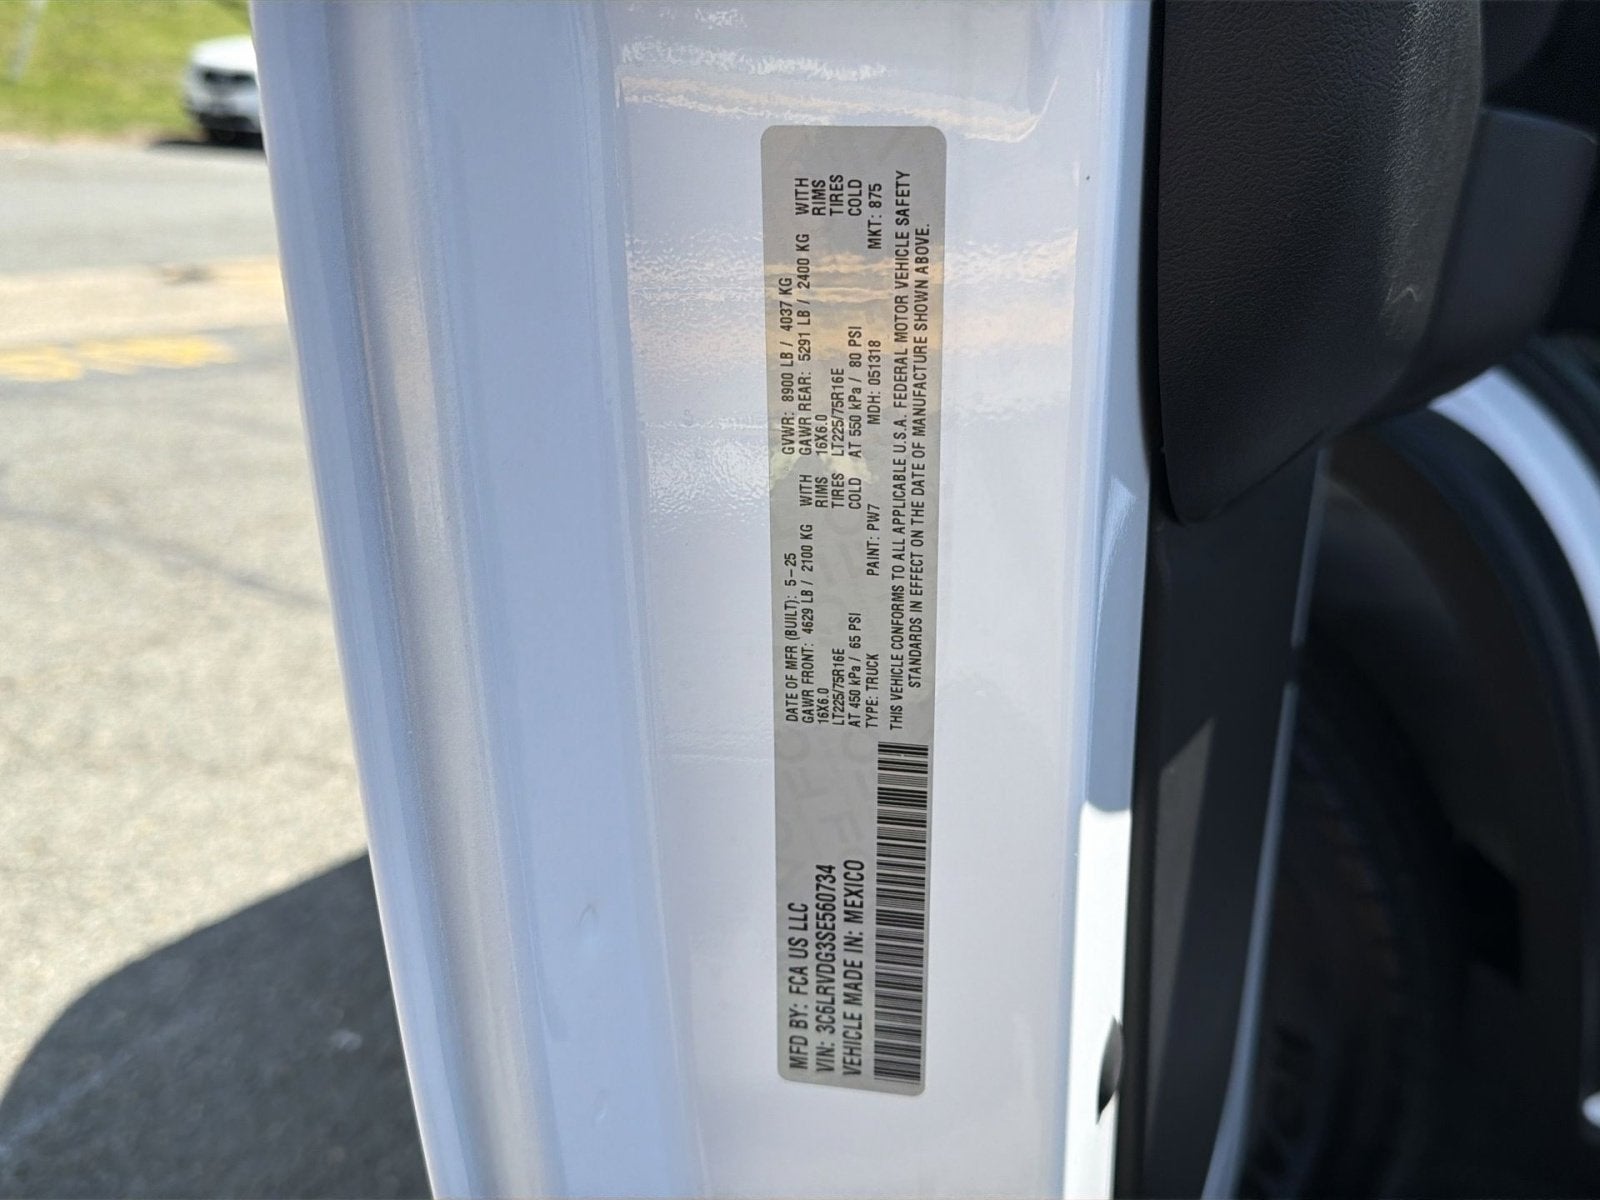 MFD BY: FCA US LLC
VIN: 3C6LRVDG3SE560734
VEHICLE MADE IN: MEXICO
DATE OF MFR (BUILT): 5-25 GVWR: 8900 LB / 4037 KG
GAWR FRONT: 4629 LB / 2100 KG WITH GAWR REAR: 5291 LB / 2400 KG WITH
16X6.0 RIMS 16X6.0 RIMS
LT225/75R16E TIRES LT225/75R16E TIRES
AT 450 kPa / 65 PSI COLD AT 550 kPa / 80 PSI COLD
TYPE: TRUCK PAINT: PW7 MDH: 051318 MKT: 875
THIS VEHICLE CONFORMS TO ALL APPLICABLE U.S.A. FEDERAL MOTOR VEHICLE SAFETY
STANDARDS IN EFFECT ON THE DATE OF MANUFACTURE SHOWN ABOVE.